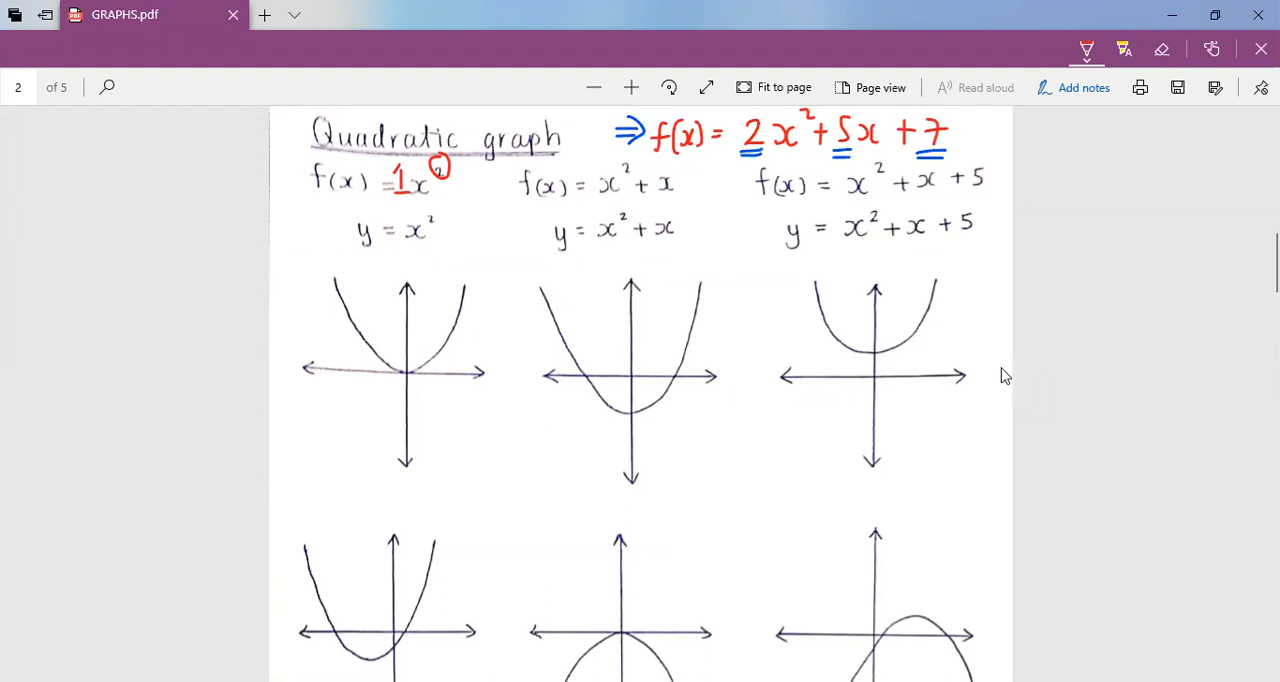 GRAPHS.pdf
2 of 5 Fit to page Page view Read aloud Add notes
Quadratic graph ⇒ f(x) = 2x² + 5x + 7
f(x) = 1x² f(x) = x² + x f(x) = x² + x + 5
y = x² y = x² + x y = x² + x + 5